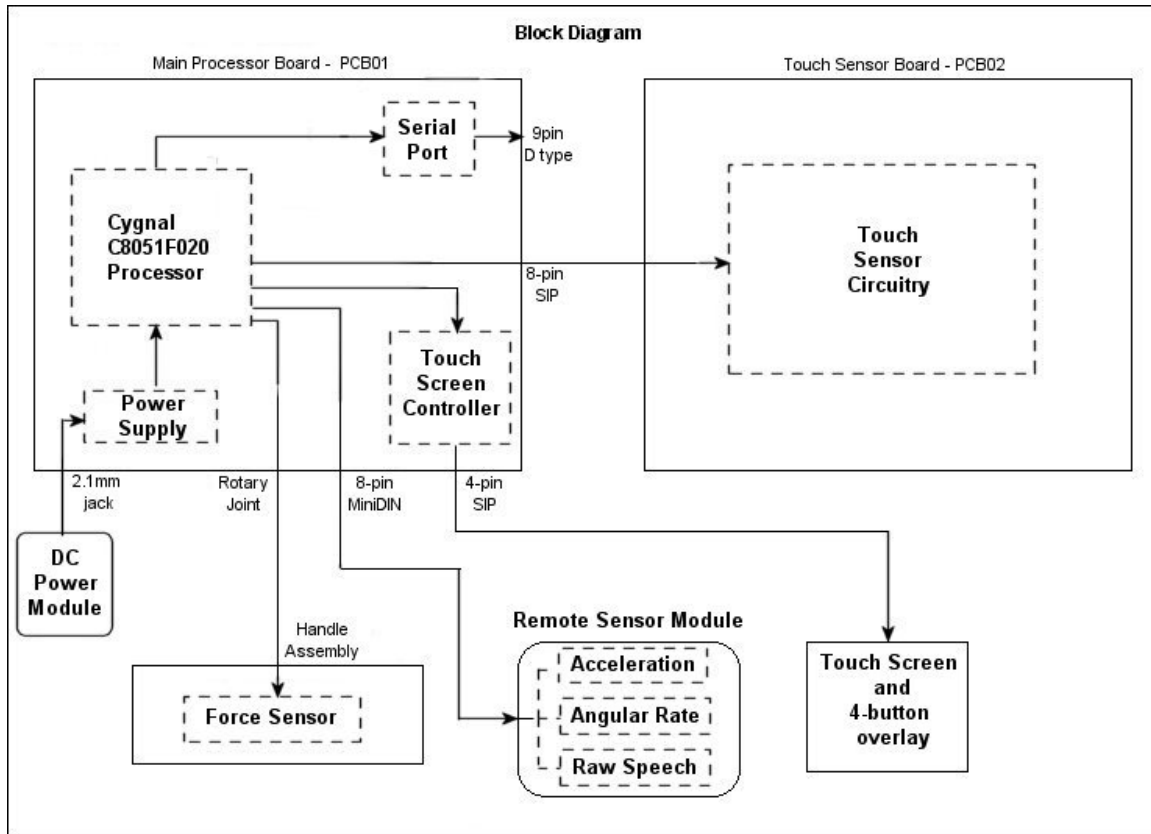 Block Diagram
Main Processor Board - PCB01
Touch Sensor Board - PCB02
Serial
Port
9pin
D type
Cygnal
C8051F020
Processor
8-pin
SIP
Touch
Sensor
Circuitry
Touch
Screen
Controller
Power
Supply
2.1mm
jack
Rotary
Joint
8-pin
MiniDIN
4-pin
SIP
DC
Power
Module
Handle
Assembly
Force Sensor
Remote Sensor Module
Acceleration
Angular Rate
Raw Speech
Touch Screen
and
4-button
overlay